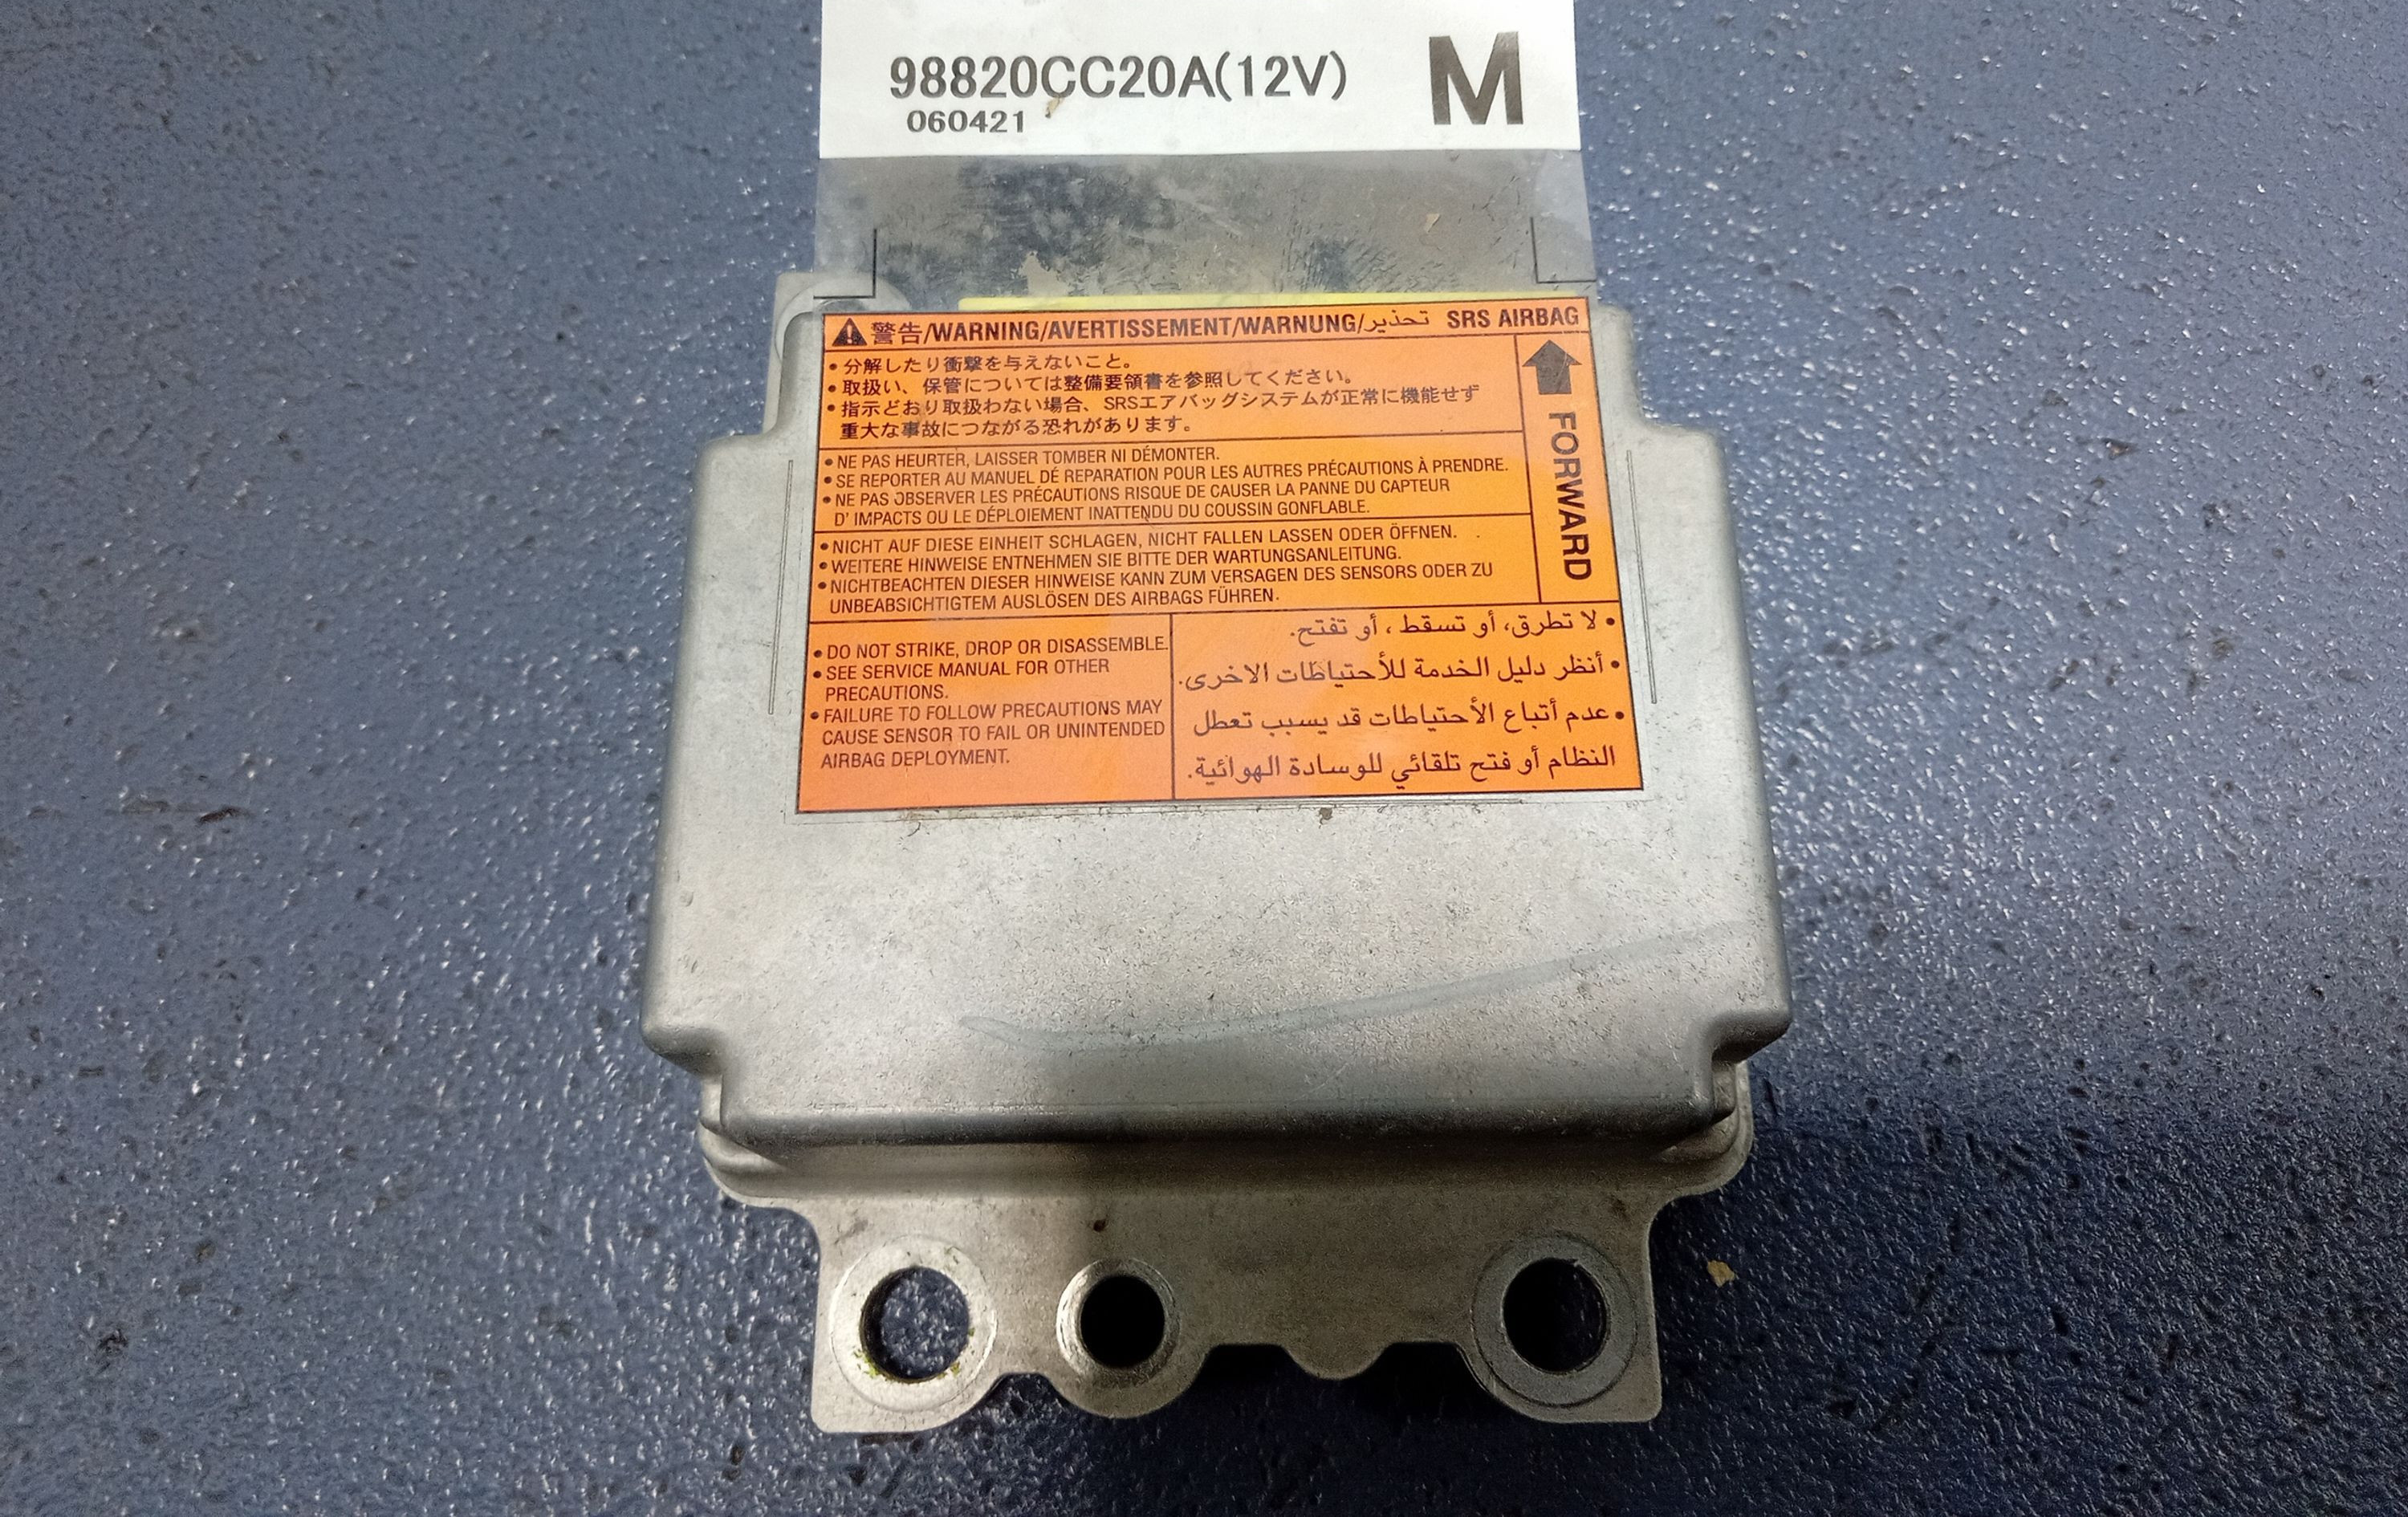 98820CC20A(12V) M
060421
警告/WARNING/AVERTISSEMENT/WARNUNG/تحذير SRS AIRBAG
•分解したり衝撃を与えないこと。
•取扱い、保管については整備要領書を参照してください。
•指示どおり取扱わない場合、SRSエアバッグシステムが正常に機能せず
重大な事故につながる恐れがあります。
FORWARD
•NE PAS HEURTER, LAISSER TOMBER NI DÉMONTER.
•SE REPORTER AU MANUEL DÉ REPARATION POUR LES AUTRES PRÉCAUTIONS À PRENDRE.
•NE PAS OBSERVER LES PRÉCAUTIONS RISQUE DE CAUSER LA PANNE DU CAPTEUR
D' IMPACTS OU LE DÉPLOIEMENT INATTENDU DU COUSSIN GONFLABLE.
•NICHT AUF DIESE EINHEIT SCHLAGEN, NICHT FALLEN LASSEN ODER ÖFFNEN.
•WEITERE HINWEISE ENTNEHMEN SIE BITTE DER WARTUNGSANLEITUNG.
•NICHTBEACHTEN DIESER HINWEISE KANN ZUM VERSAGEN DES SENSORS ODER ZU
UNBEABSICHTIGTEM AUSLÖSEN DES AIRBAGS FÜHREN.
•DO NOT STRIKE, DROP OR DISASSEMBLE.
•SEE SERVICE MANUAL FOR OTHER
PRECAUTIONS.
•FAILURE TO FOLLOW PRECAUTIONS MAY
CAUSE SENSOR TO FAIL OR UNINTENDED
AIRBAG DEPLOYMENT.
•لا تطرق، أو تسقط ، أو تفتح.
•أنظر دليل الخدمة للأحتياطات الاخرى.
•عدم أتباع الأحتياطات قد يسبب تعطل
النظام أو فتح تلقائي للوسادة الهوائية.